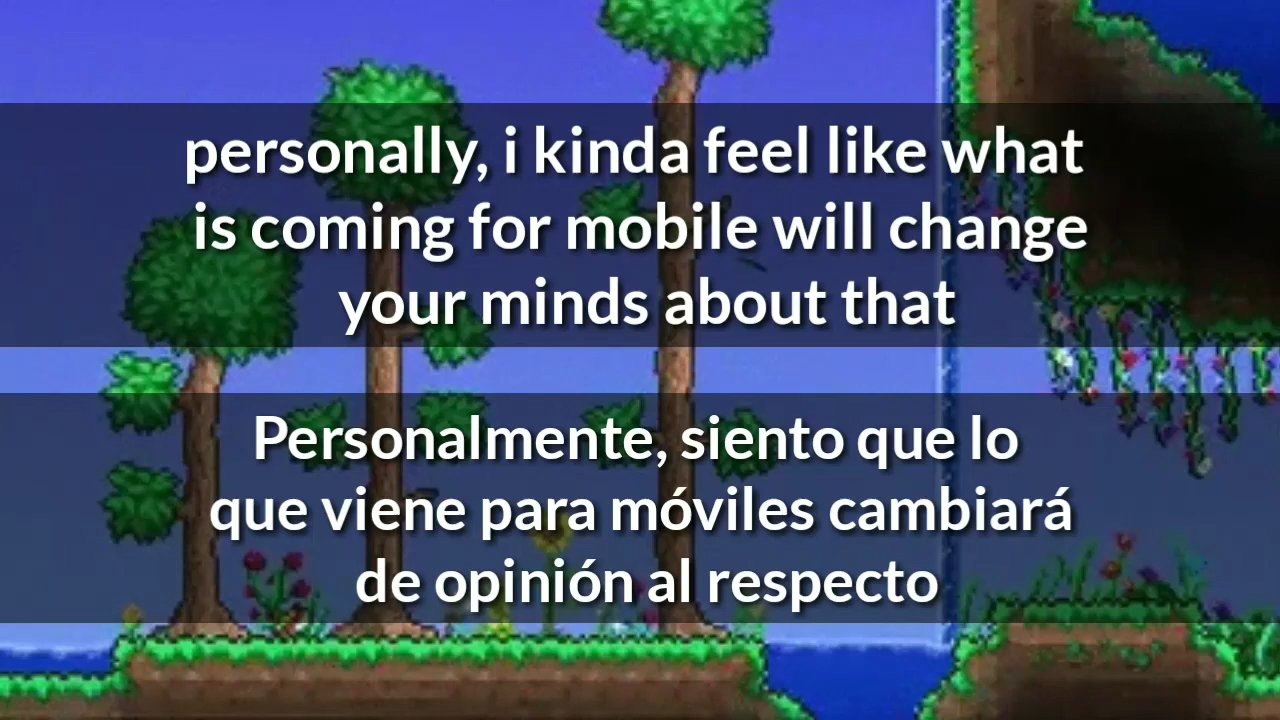 personally, i kinda feel like what
is coming for mobile will change
your minds about that
Personalmente, siento que lo
que viene para móviles cambiará
de opinión al respecto